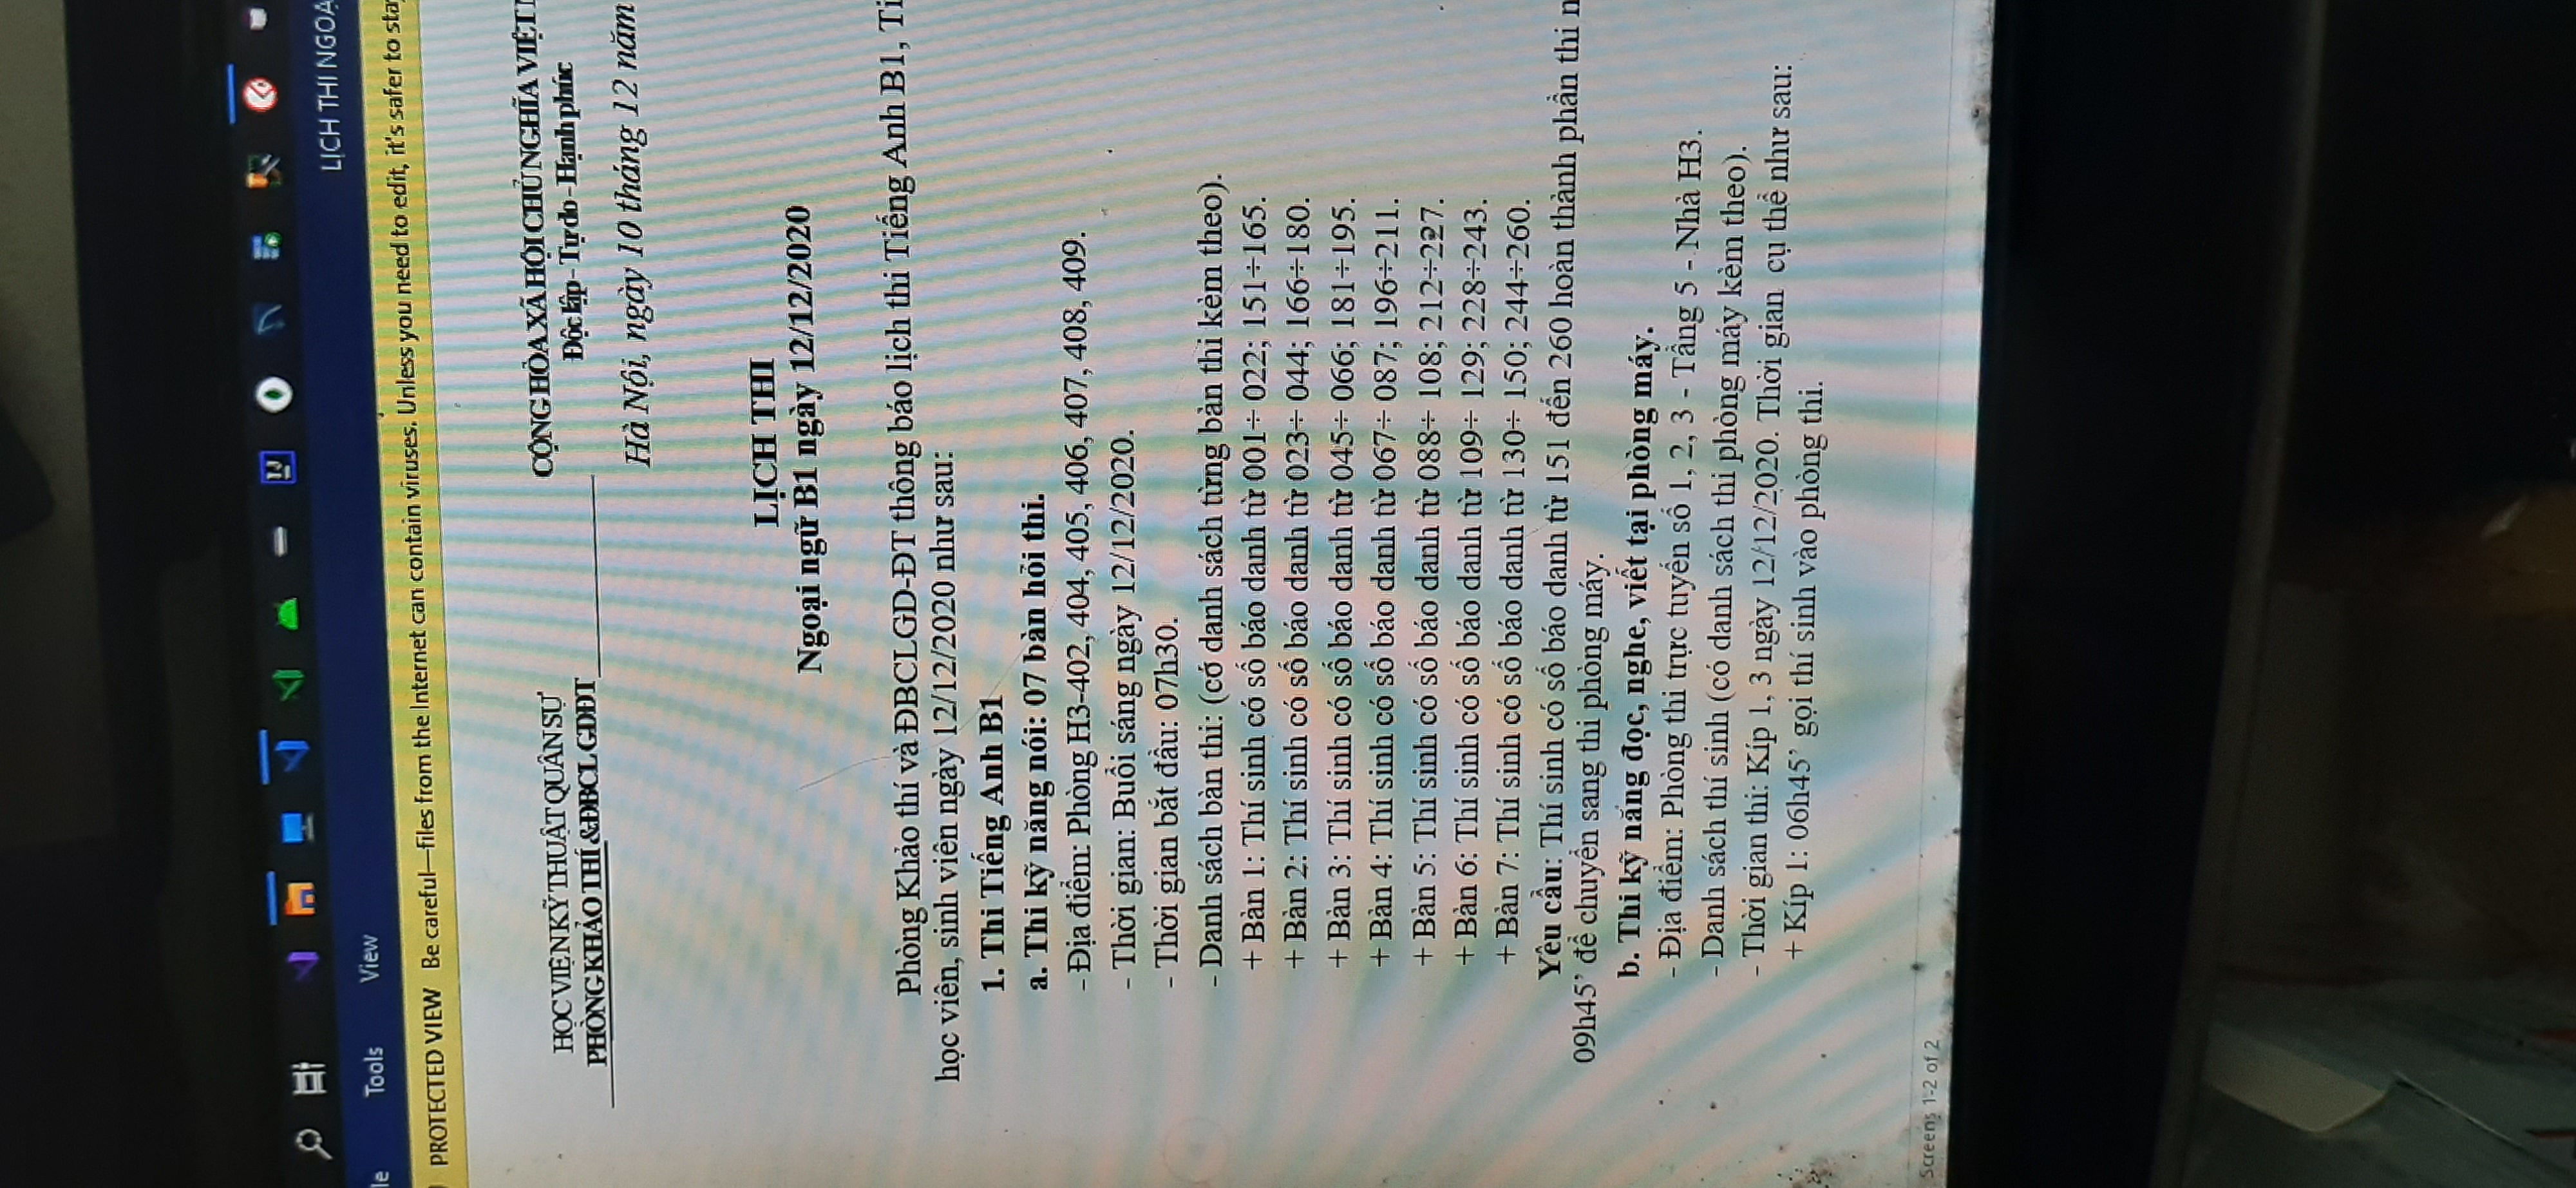 LỊCH THI NGOẠ
le Tools View
PROTECTED VIEW Be careful—files from the Internet can contain viruses. Unless you need to edit, it's safer to sta
HỌC VIỆN KỸ THUẬT QUÂN SỰ
PHÒNG KHẢO THÍ &ĐBCL GDĐT
CỘNG HÒA XÃ HỘI CHỦ NGHĨA VIỆT
Độc lập - Tự do - Hạnh phúc
Hà Nội, ngày 10 tháng 12 năm
LỊCH THI
Ngoại ngữ B1 ngày 12/12/2020
Phòng Khảo thí và ĐBCLGD-ĐT thông báo lịch thi Tiếng Anh B1, Ti
học viên, sinh viên ngày 12/12/2020 như sau:
1. Thi Tiếng Anh B1
a. Thi kỹ năng nói: 07 bàn hỏi thi.
- Địa điểm: Phòng H3-402, 404, 405, 406, 407, 408, 409.
- Thời gian: Buổi sáng ngày 12/12/2020.
- Thời gian bắt đầu: 07h30.
- Danh sách bàn thi: (có danh sách từng bàn thi kèm theo).
+ Bàn 1: Thí sinh có số báo danh từ 001÷ 022; 151÷165.
+ Bàn 2: Thí sinh có số báo danh từ 023÷ 044; 166÷180.
+ Bàn 3: Thí sinh có số báo danh từ 045÷ 066; 181÷195.
+ Bàn 4: Thí sinh có số báo danh từ 067÷ 087; 196÷211.
+ Bàn 5: Thí sinh có số báo danh từ 088÷ 108; 212÷227.
+ Bàn 6: Thí sinh có số báo danh từ 109÷ 129; 228÷243.
+ Bàn 7: Thí sinh có số báo danh từ 130÷ 150; 244÷260.
Yêu cầu: Thí sinh có số báo danh từ 151 đến 260 hoàn thành phần thi n
09h45’ để chuyển sang thi phòng máy.
b. Thi kỹ năng đọc, nghe, viết tại phòng máy.
- Địa điểm: Phòng thi trực tuyến số 1, 2, 3 - Tầng 5 - Nhà H3.
- Danh sách thí sinh (có danh sách thi phòng máy kèm theo).
- Thời gian thi: Kíp 1, 3 ngày 12/12/2020. Thời gian cụ thể như sau:
+ Kíp 1: 06h45’ gọi thí sinh vào phòng thi.
Screens 1-2 of 2